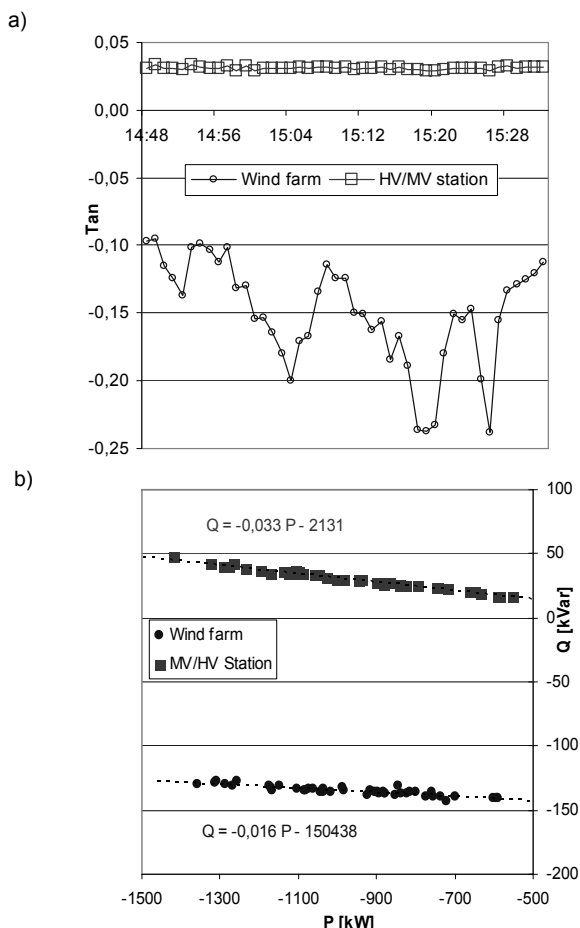 a)
0,05
0,00
14:48 14:56 15:04 15:12 15:20 15:28
-0,05
Wind farm HV/MV station
Tan
-0,10
-0,15
-0,20
-0,25
b)
100
Q = -0,033 P - 2131
50
0
Q [kVar]
Wind farm
MV/HV Station
-50
-100
-150
Q = -0,016 P - 150438
-200
-1500 -1300 -1100 -900 -700 -500
P [kW]